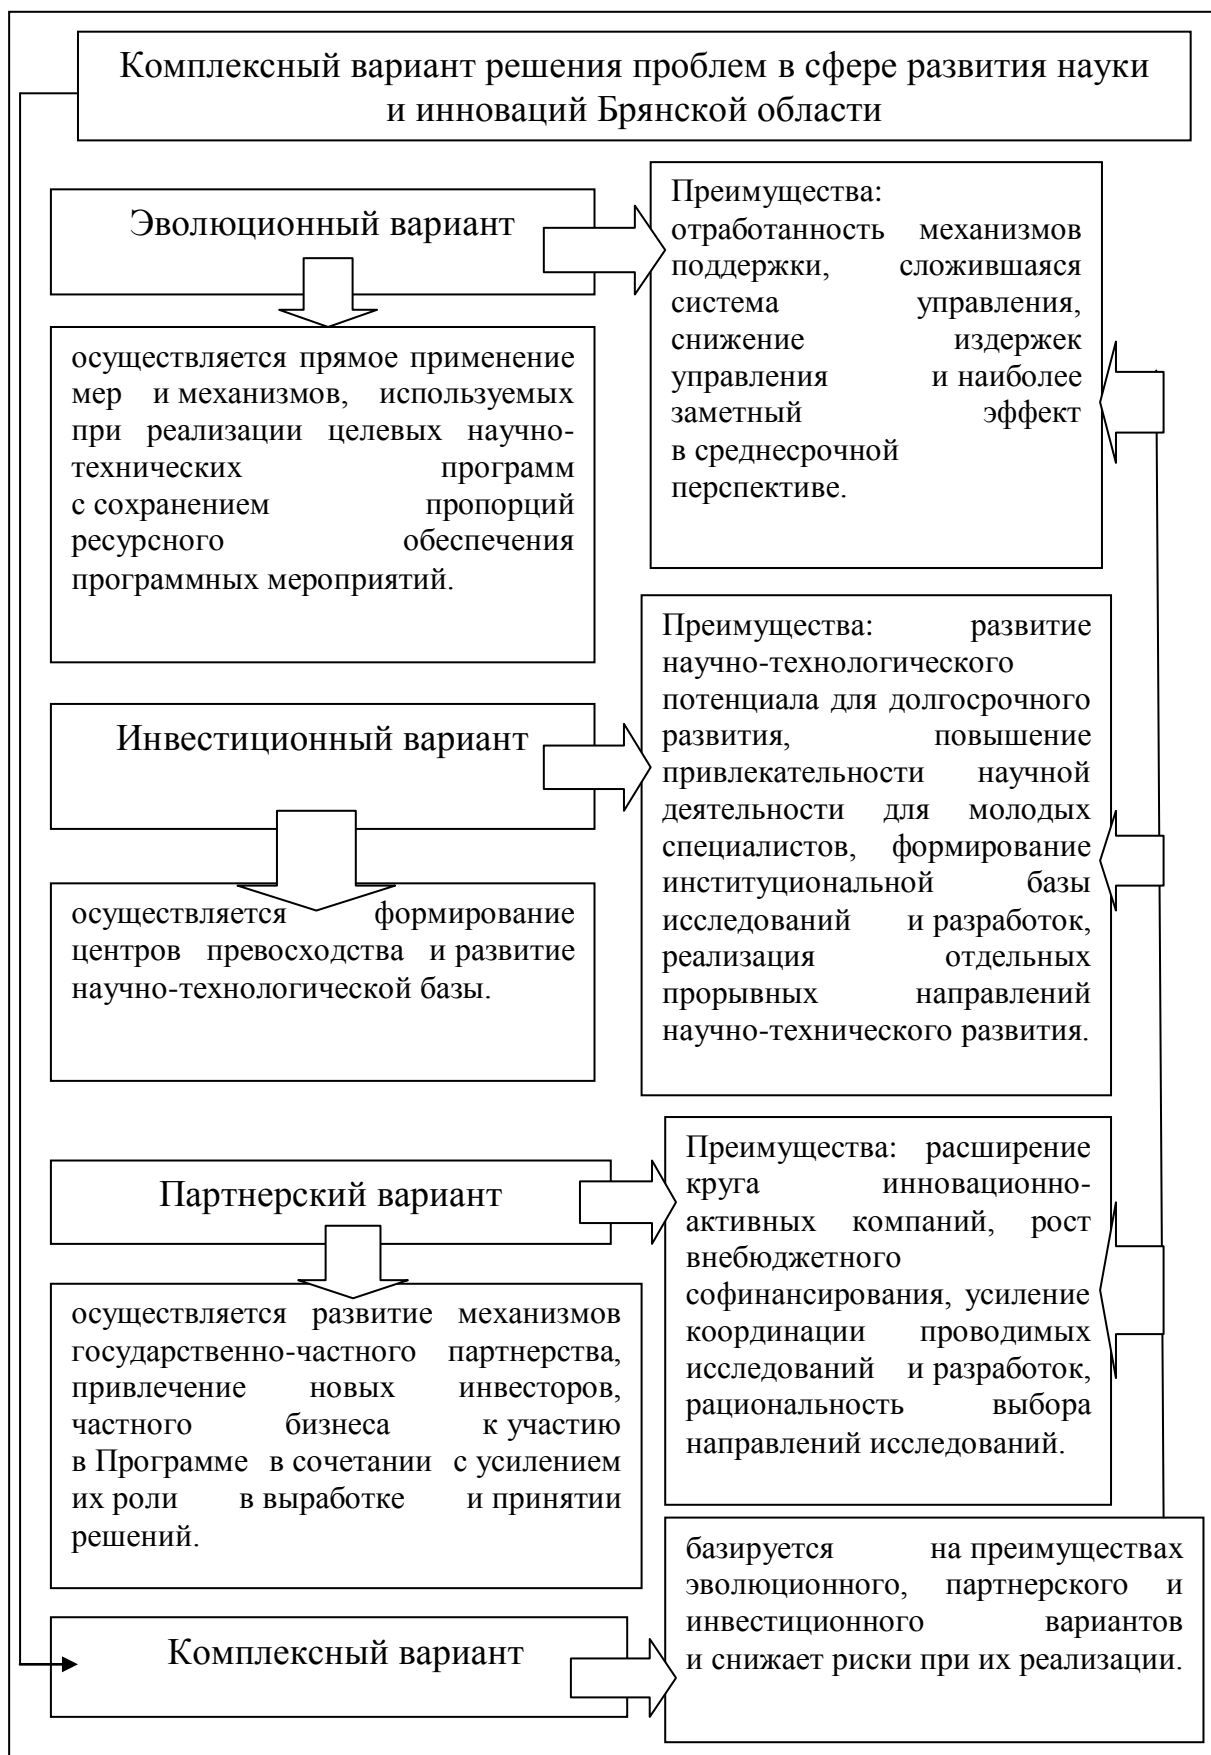 Комплексный вариант решения проблем в сфере развития науки
и инноваций Брянской области
Эволюционный вариант
Преимущества:
отработанность механизмов
поддержки, сложившаяся
система управления,
снижение издержек
управления и наиболее
заметный эффект
в среднесрочной
перспективе.
осуществляется прямое применение
мер и механизмов, используемых
при реализации целевых научно-
технических программ
с сохранением пропорций
ресурсного обеспечения
программных мероприятий.
Инвестиционный вариант
Преимущества: развитие
научно-технологического
потенциала для долгосрочного
развития, повышение
привлекательности научной
деятельности для молодых
специалистов, формирование
институциональной базы
исследований и разработок,
реализация отдельных
прорывных направлений
научно-технического развития.
осуществляется формирование
центров превосходства и развитие
научно-технологической базы.
Партнерский вариант
Преимущества: расширение
круга инновационно-
активных компаний, рост
внебюджетного
софинансирования, усиление
координации проводимых
исследований и разработок,
рациональность выбора
направлений исследований.
осуществляется развитие механизмов
государственно-частного партнерства,
привлечение новых инвесторов,
частного бизнеса к участию
в Программе в сочетании с усилением
их роли в выработке и принятии
решений.
Комплексный вариант
базируется на преимуществах
эволюционного, партнерского и
инвестиционного вариантов
и снижает риски при их реализации.